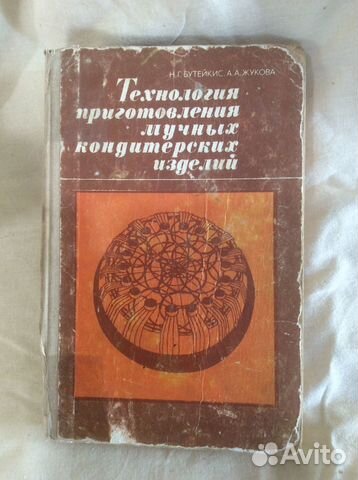 Н.Г. БУТЕЙКИС, А.А. ЖУКОВА
Технология
приготовления
мучных
кондитерских
изделий
Avito